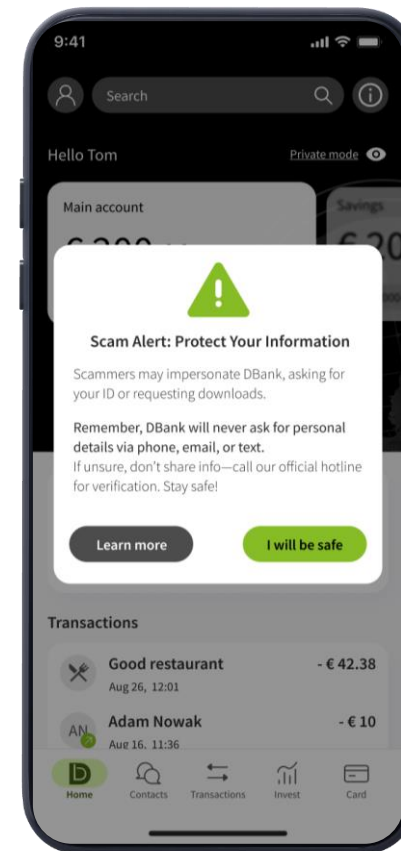 9:41
Search
Hello Tom
Private mode
Main account
Savings
€ 20
Scam Alert: Protect Your Information
Scammers may impersonate DBank, asking for
your ID or requesting downloads.
Remember, DBank will never ask for personal
details via phone, email, or text.
If unsure, don't share info—call our official hotline
for verification. Stay safe!
Learn more
I will be safe
Transactions
Good restaurant
- € 42.38
Aug 26, 12:01
AN
Adam Nowak
- € 10
Aug 16, 11:36
Home
Contacts
Transactions
Invest
Card